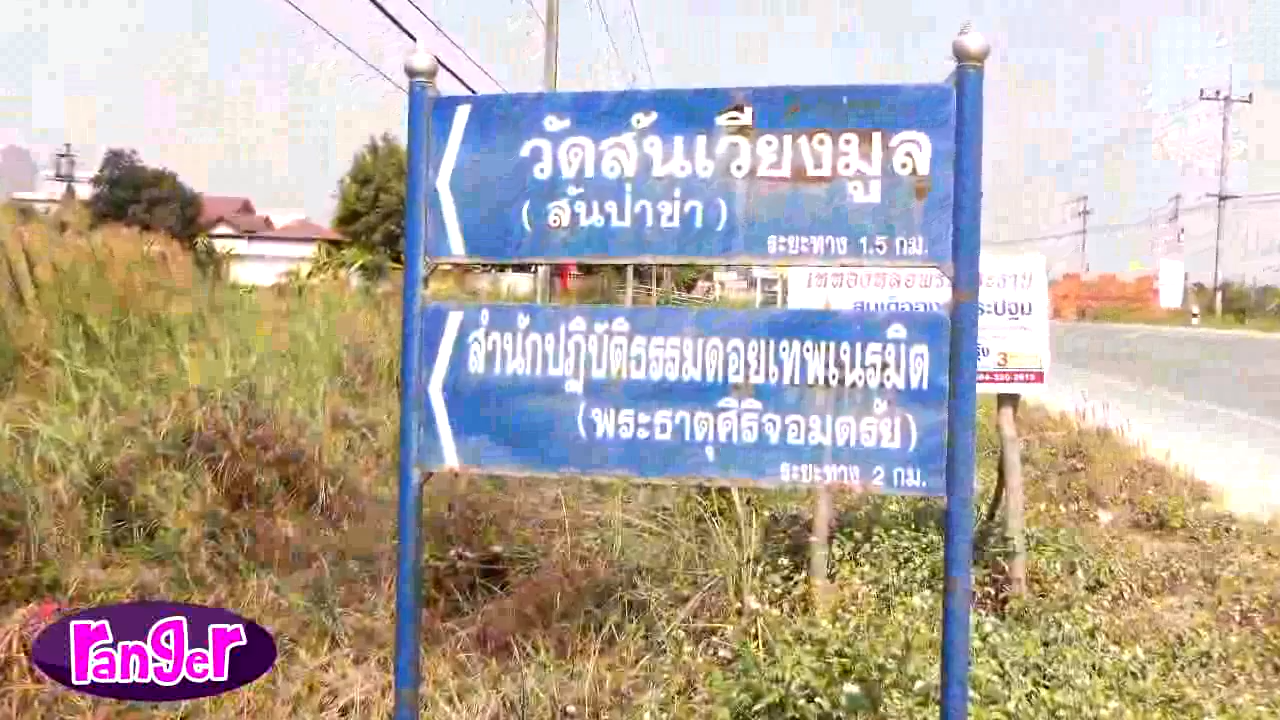 วัดสันเวียงมูล
( สันป่าข่า )
ระยะทาง 1.5 กม.
สำนักปฏิบัติธรรมดอยเทพเนรมิต
(พระธาตุศิริจอมตรัย)
ระยะทาง 2 กม.
3
ranger